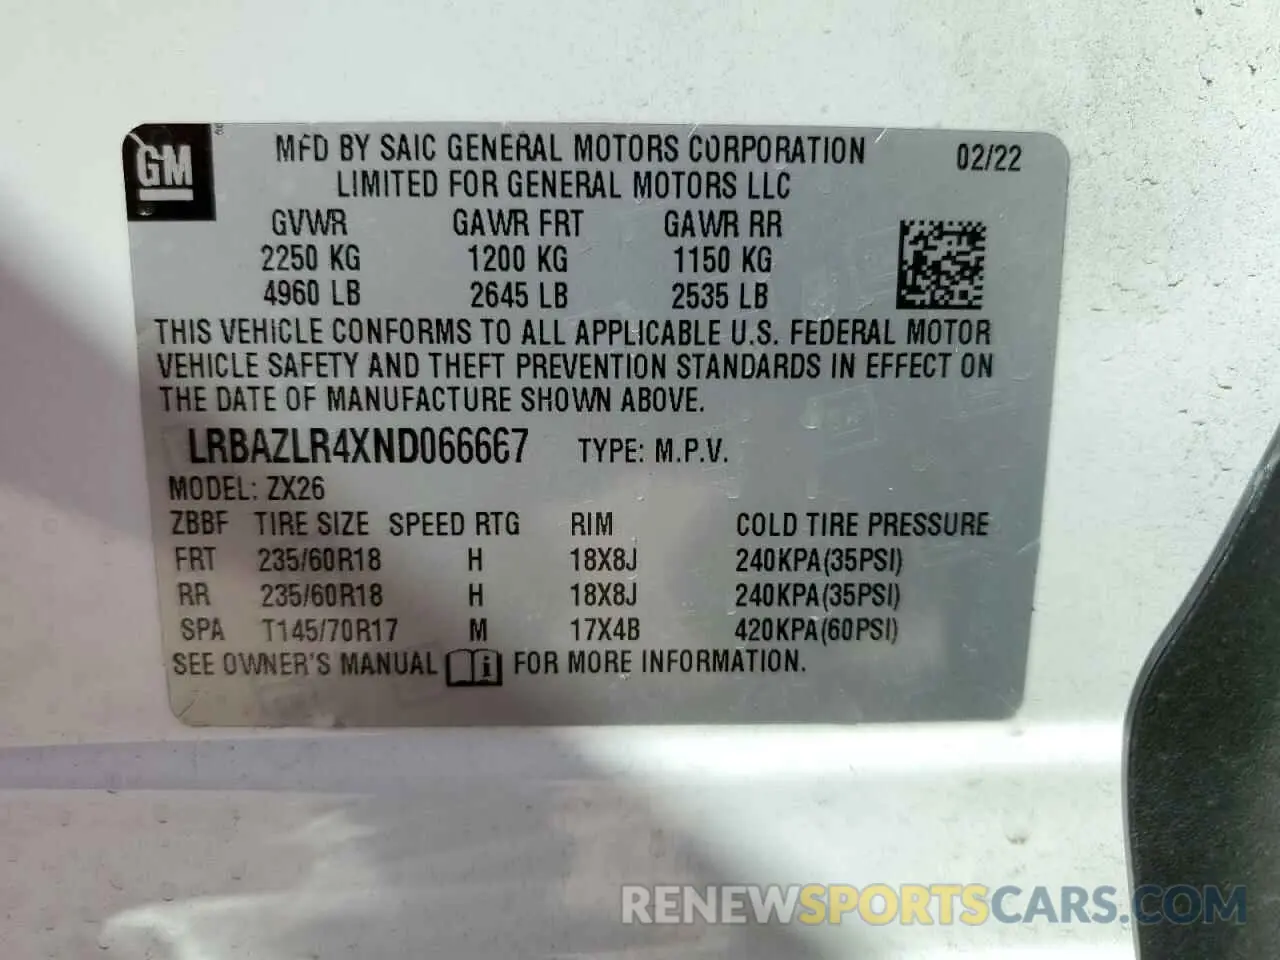 GM
MFD BY SAIC GENERAL MOTORS CORPORATION
LIMITED FOR GENERAL MOTORS LLC
02/22
GVWR GAWR FRT GAWR RR
2250 KG 1200 KG 1150 KG
4960 LB 2645 LB 2535 LB
THIS VEHICLE CONFORMS TO ALL APPLICABLE U.S. FEDERAL MOTOR
VEHICLE SAFETY AND THEFT PREVENTION STANDARDS IN EFFECT ON
THE DATE OF MANUFACTURE SHOWN ABOVE.
LRBAZLR4XND066667 TYPE: M.P.V.
MODEL: ZX26
ZBBF TIRE SIZE SPEED RTG RIM COLD TIRE PRESSURE
FRT 235/60R18 H 18X8J 240KPA(35PSI)
RR 235/60R18 H 18X8J 240KPA(35PSI)
SPA T145/70R17 M 17X4B 420KPA(60PSI)
SEE OWNER'S MANUAL i FOR MORE INFORMATION.
RENEWSPORTSCARS.COM